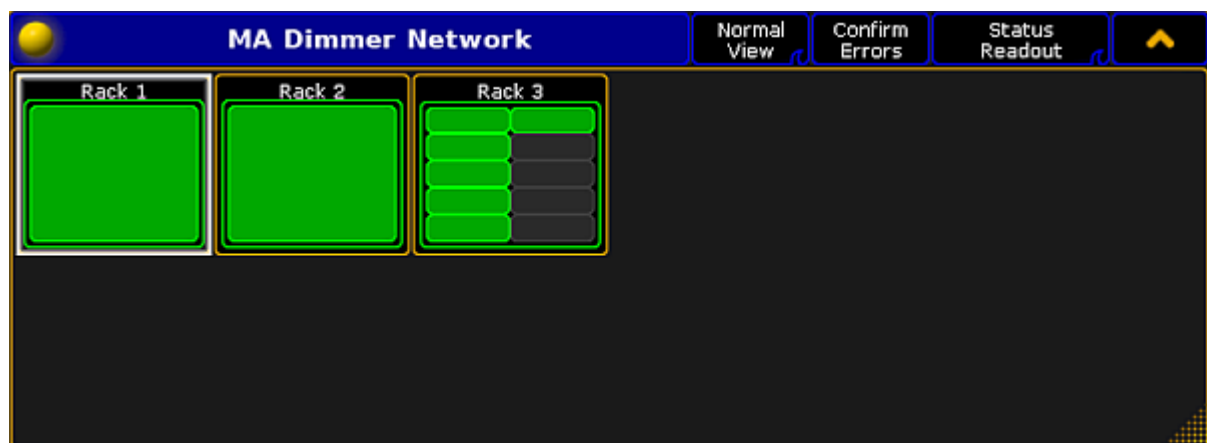 MA Dimmer Network
Normal
View
Confirm
Errors
Status
Readout
Rack 1
Rack 2
Rack 3